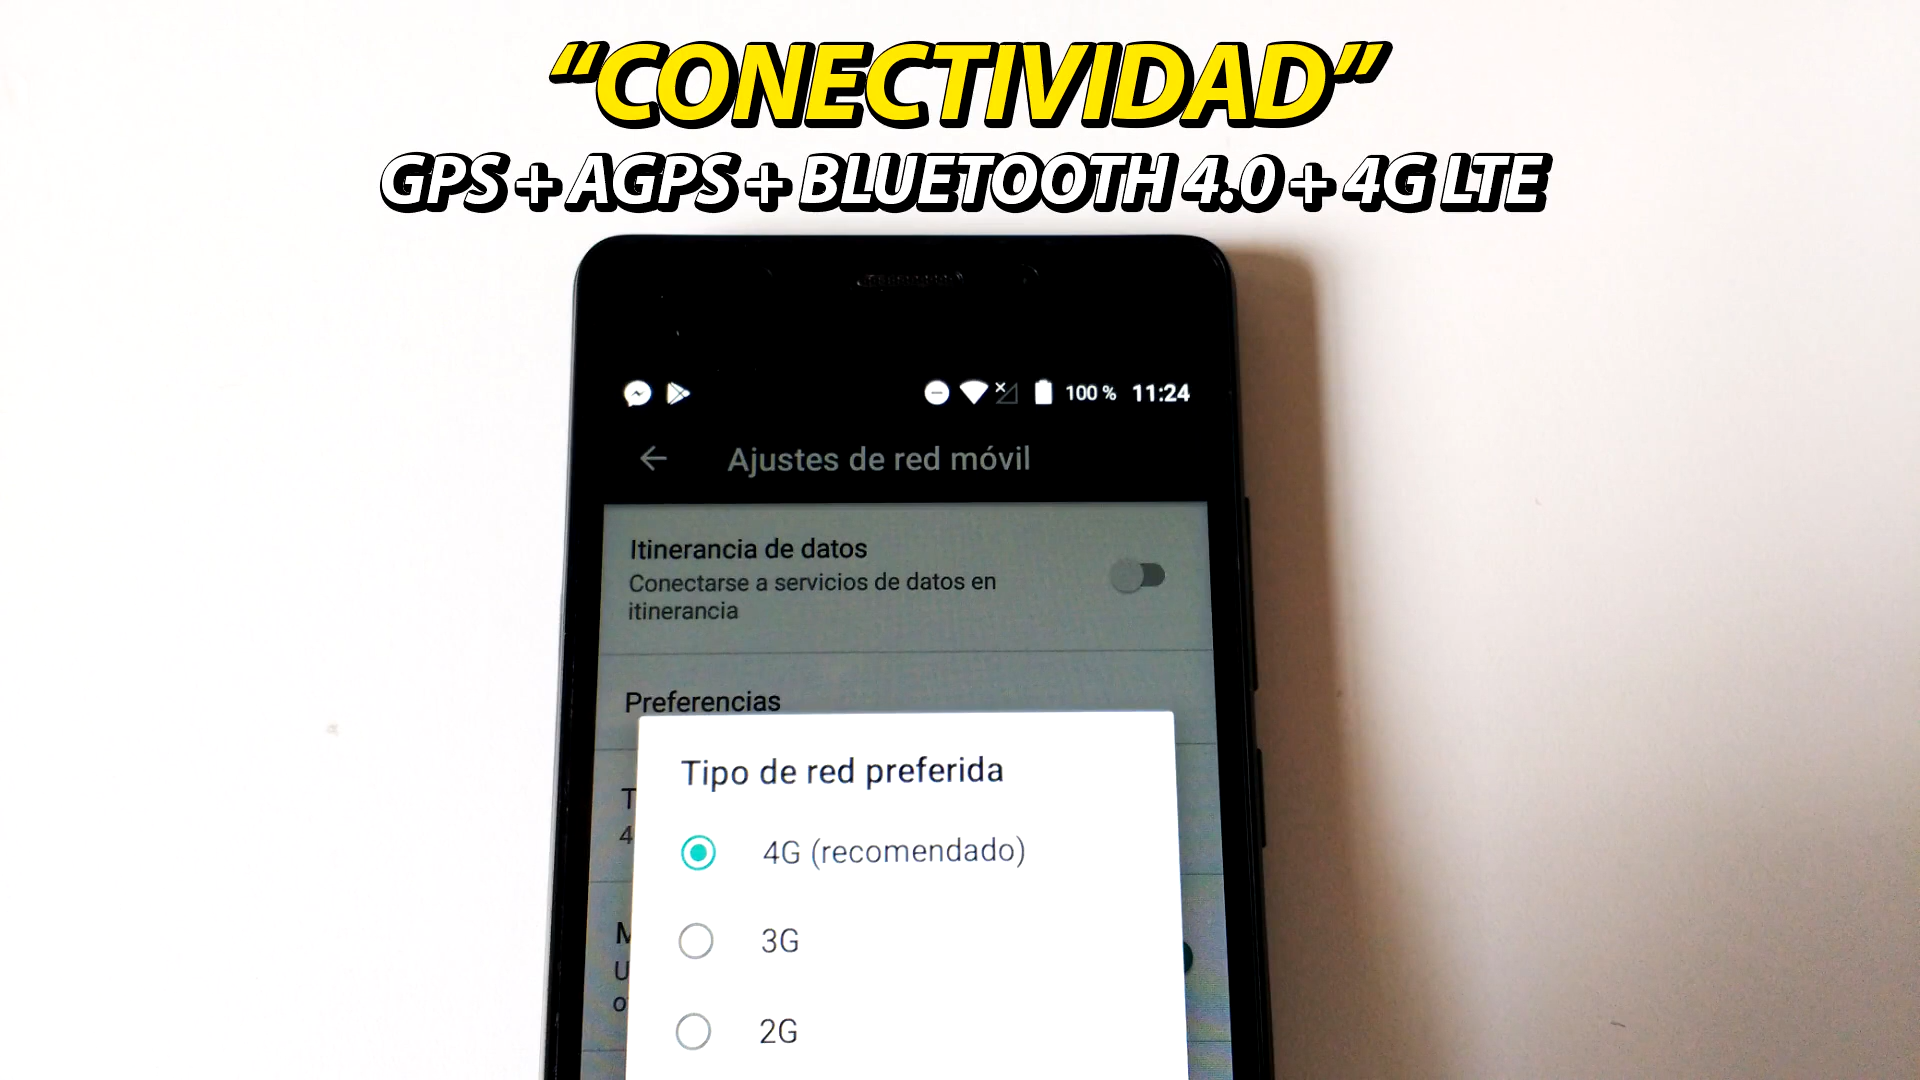 “CONECTIVIDAD”
GPS + AGPS + BLUETOOTH 4.0 + 4G LTE
100 % 11:24
Ajustes de red móvil
Itinerancia de datos
Conectarse a servicios de datos en
itinerancia
Preferencias
Tipo de red preferida
4G (recomendado)
3G
2G